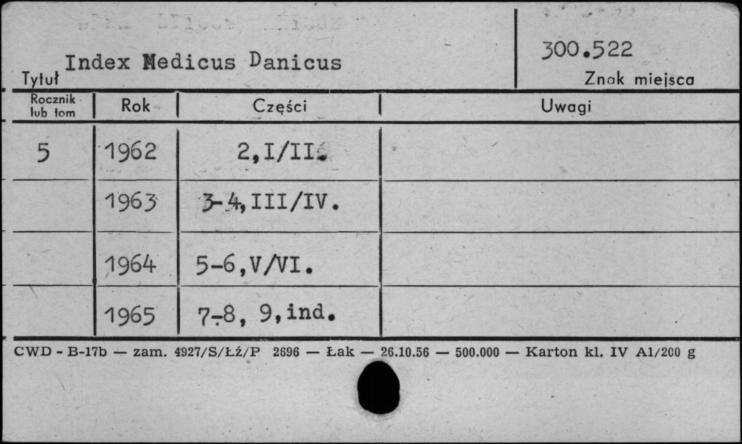 Index Medicus Danicus
300.522
Tytuł
Znak miejsca
Rocznik lub tom | Rok | Części | Uwagi
5 | 1962 | 2,I/II.
1963 | 3-4,III/IV.
1964 | 5-6,V/VI.
1965 | 7-8, 9,ind.
CWD - B-17b — zam. 4927/S/Łź/P 2696 — Łak — 26.10.56 — 500.000 — Karton kl. IV A1/200 g